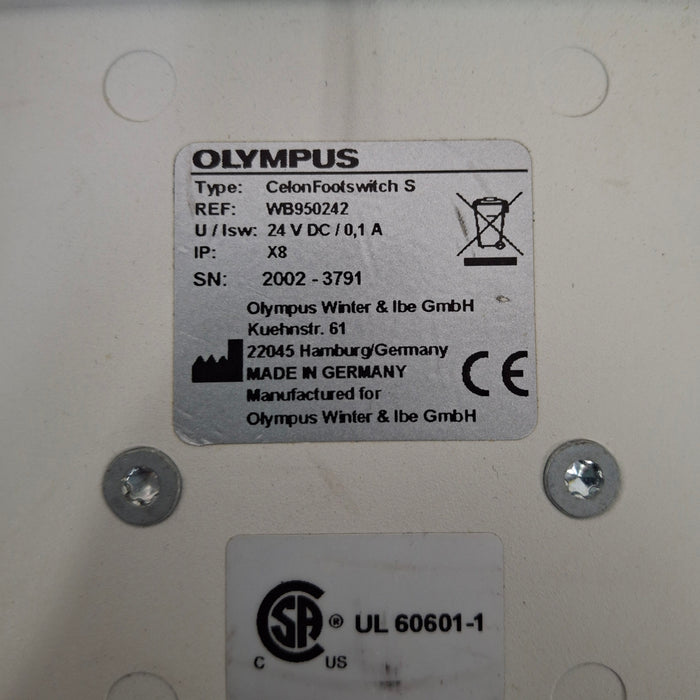 OLYMPUS
Type: CelonFootswitch S
REF: WB950242
U / Isw: 24 V DC / 0,1 A
IP: X8
SN: 2002 - 3791
Olympus Winter & Ibe GmbH
Kuehnstr. 61
22045 Hamburg/Germany
MADE IN GERMANY
Manufactured for
Olympus Winter & Ibe GmbH
CE
CSA ® UL 60601-1
C US